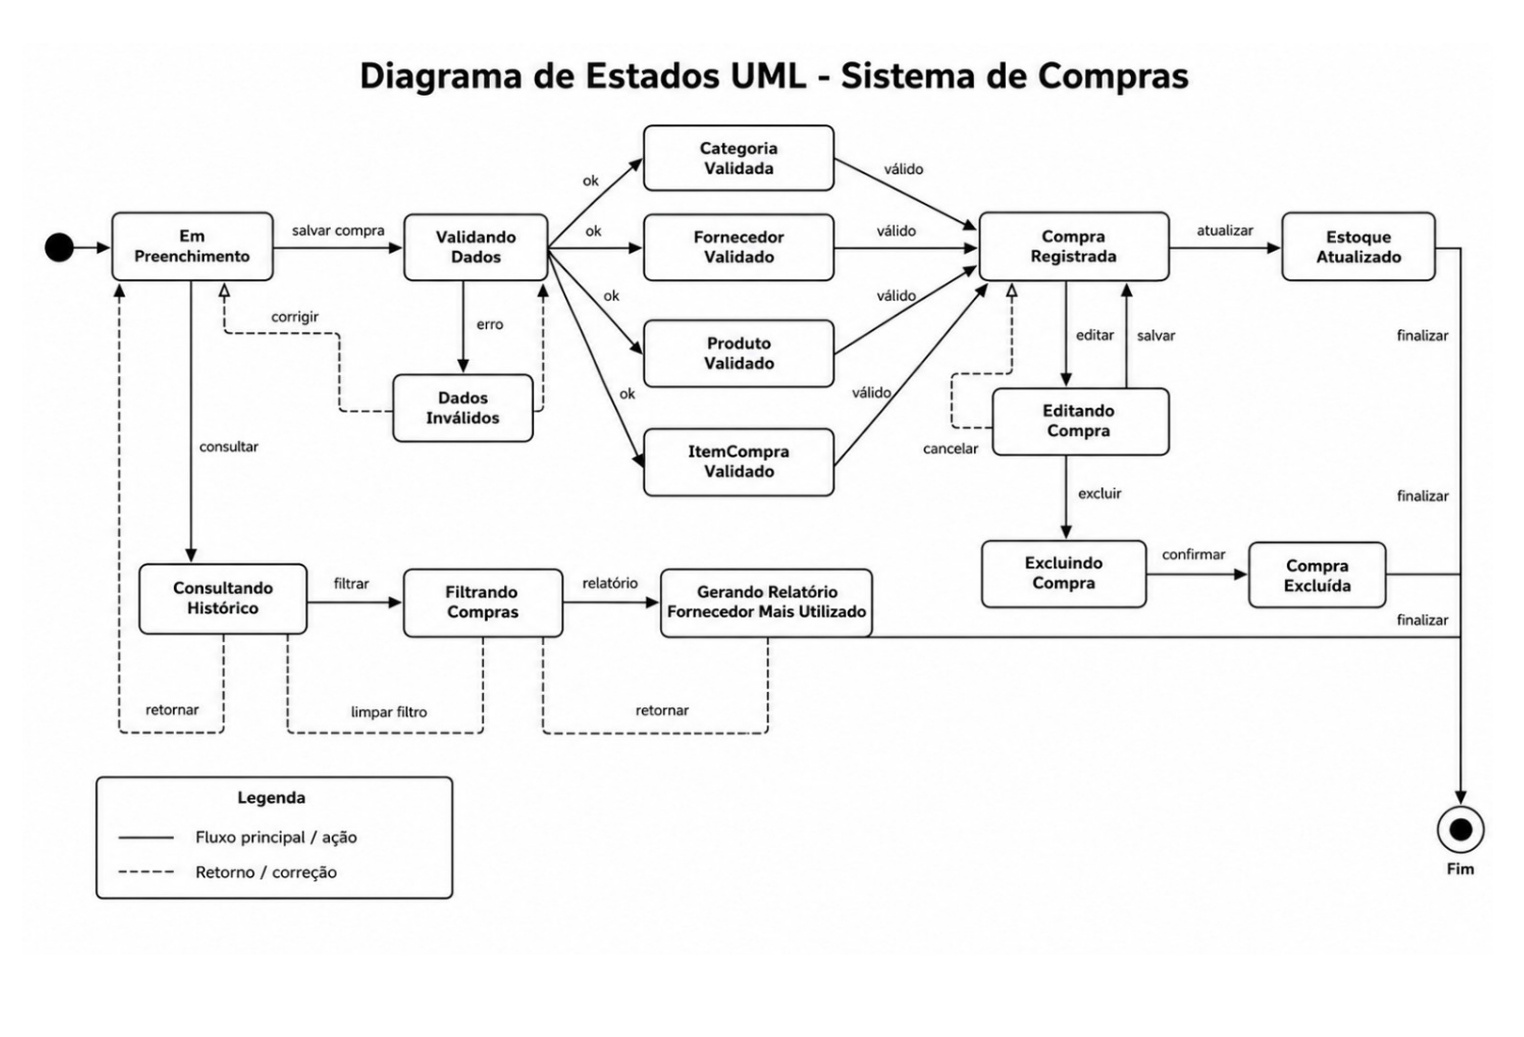 Diagrama de Estados UML - Sistema de Compras
Categoria
Validada
ok
válido
Em
Preenchimento
salvar compra
Validando
Dados
ok
Fornecedor
Validado
válido
Compra
Registrada
atualizar
Estoque
Atualizado
corrigir
erro
ok
Produto
Validado
válido
editar
salvar
finalizar
Dados
Inválidos
ok
ItemCompra
Validado
válido
Editando
Compra
cancelar
consultar
excluir
finalizar
Excluindo
Compra
confirmar
Compra
Excluída
Consultando
Histórico
filtrar
Filtrando
Compras
relatório
Gerando Relatório
Fornecedor Mais Utilizado
finalizar
retornar
limpar filtro
retornar
Legenda
Fluxo principal / ação
Retorno / correção
Fim